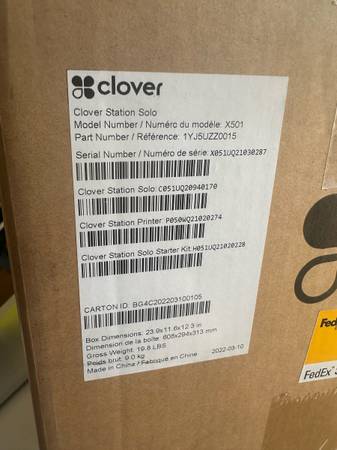 clover
Clover Station Solo
Model Number / Numéro du modèle: X501
Part Number / Référence: 1YJ5UZZ0015
Serial Number / Numéro de série: X051UQ21030287
Clover Station Solo: C051UQ20940170
Clover Station Printer: P050WQ21020274
Clover Station Solo Starter Kit: H051UQ21020228
CARTON ID: BG4C202203100105
Box Dimensions: 23.9x11.6x12.3 in
Dimension de la boîte: 608x294x313 mm
Gross Weight: 19.8 LBS
Poids brut: 9.0 kg
Made in China / Fabriqué en Chine
2022-03-10
FedEx